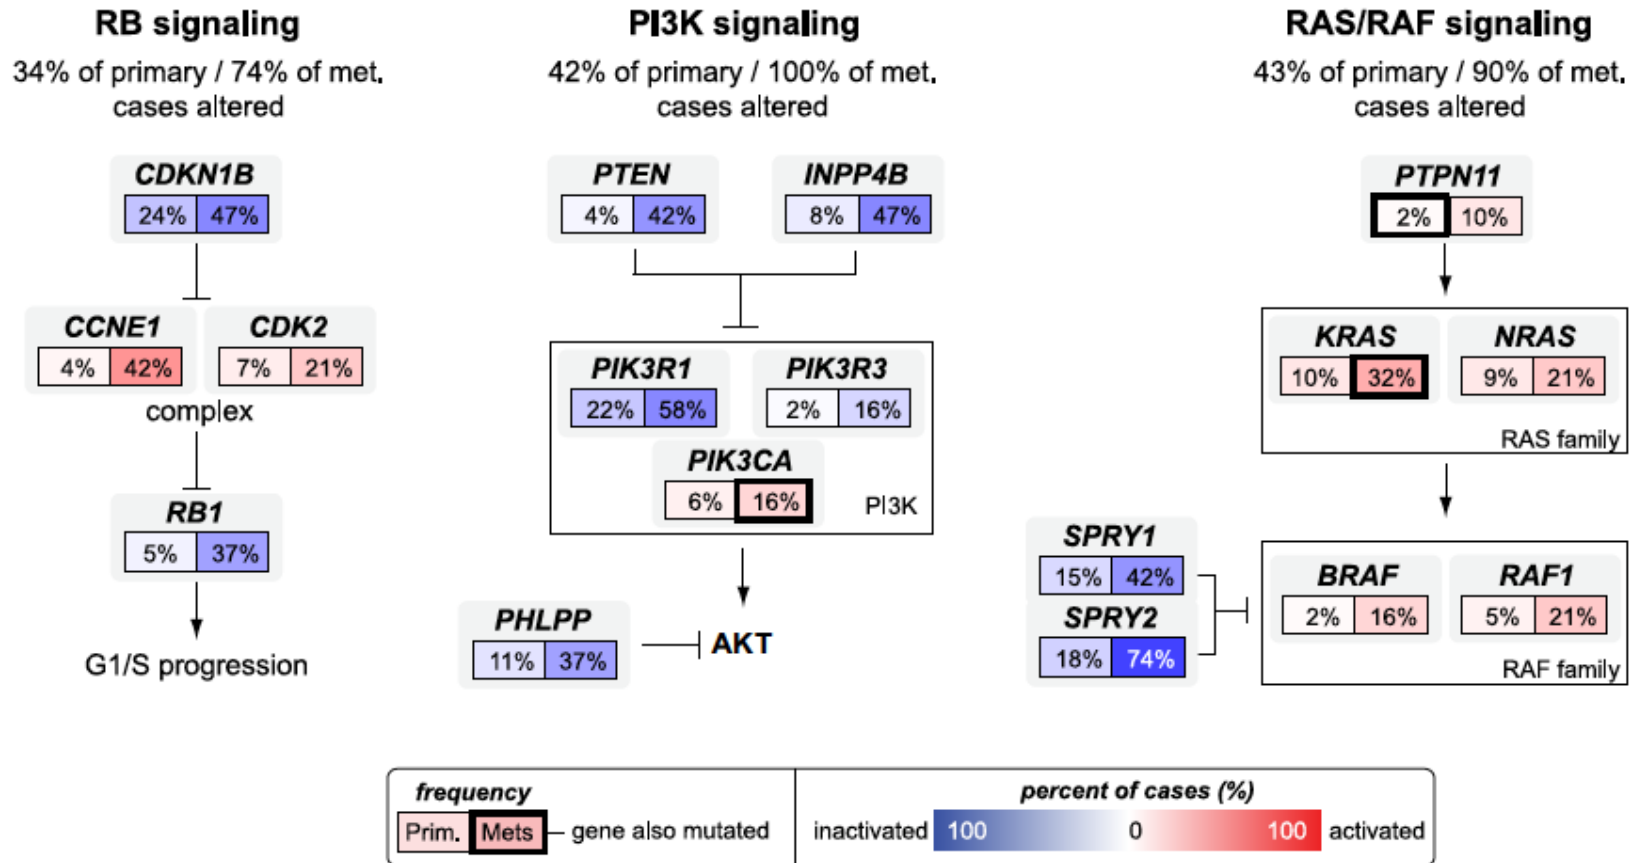 RB signaling
34% of primary / 74% of met.
cases altered
CDKN1B
24% 47%
CCNE1
4% 42%
CDK2
7% 21%
complex
RB1
5% 37%
G1/S progression
PI3K signaling
42% of primary / 100% of met.
cases altered
PTEN
4% 42%
INPP4B
8% 47%
PIK3R1
22% 58%
PIK3R3
2% 16%
PIK3CA
6% 16%
PI3K
PHLPP
11% 37%
AKT
RAS/RAF signaling
43% of primary / 90% of met.
cases altered
PTPN11
2% 10%
KRAS
10% 32%
NRAS
9% 21%
RAS family
SPRY1
15% 42%
SPRY2
18% 74%
BRAF
2% 16%
RAF1
5% 21%
RAF family
frequency
Prim. Mets gene also mutated
percent of cases (%)
inactivated 100 0 100 activated